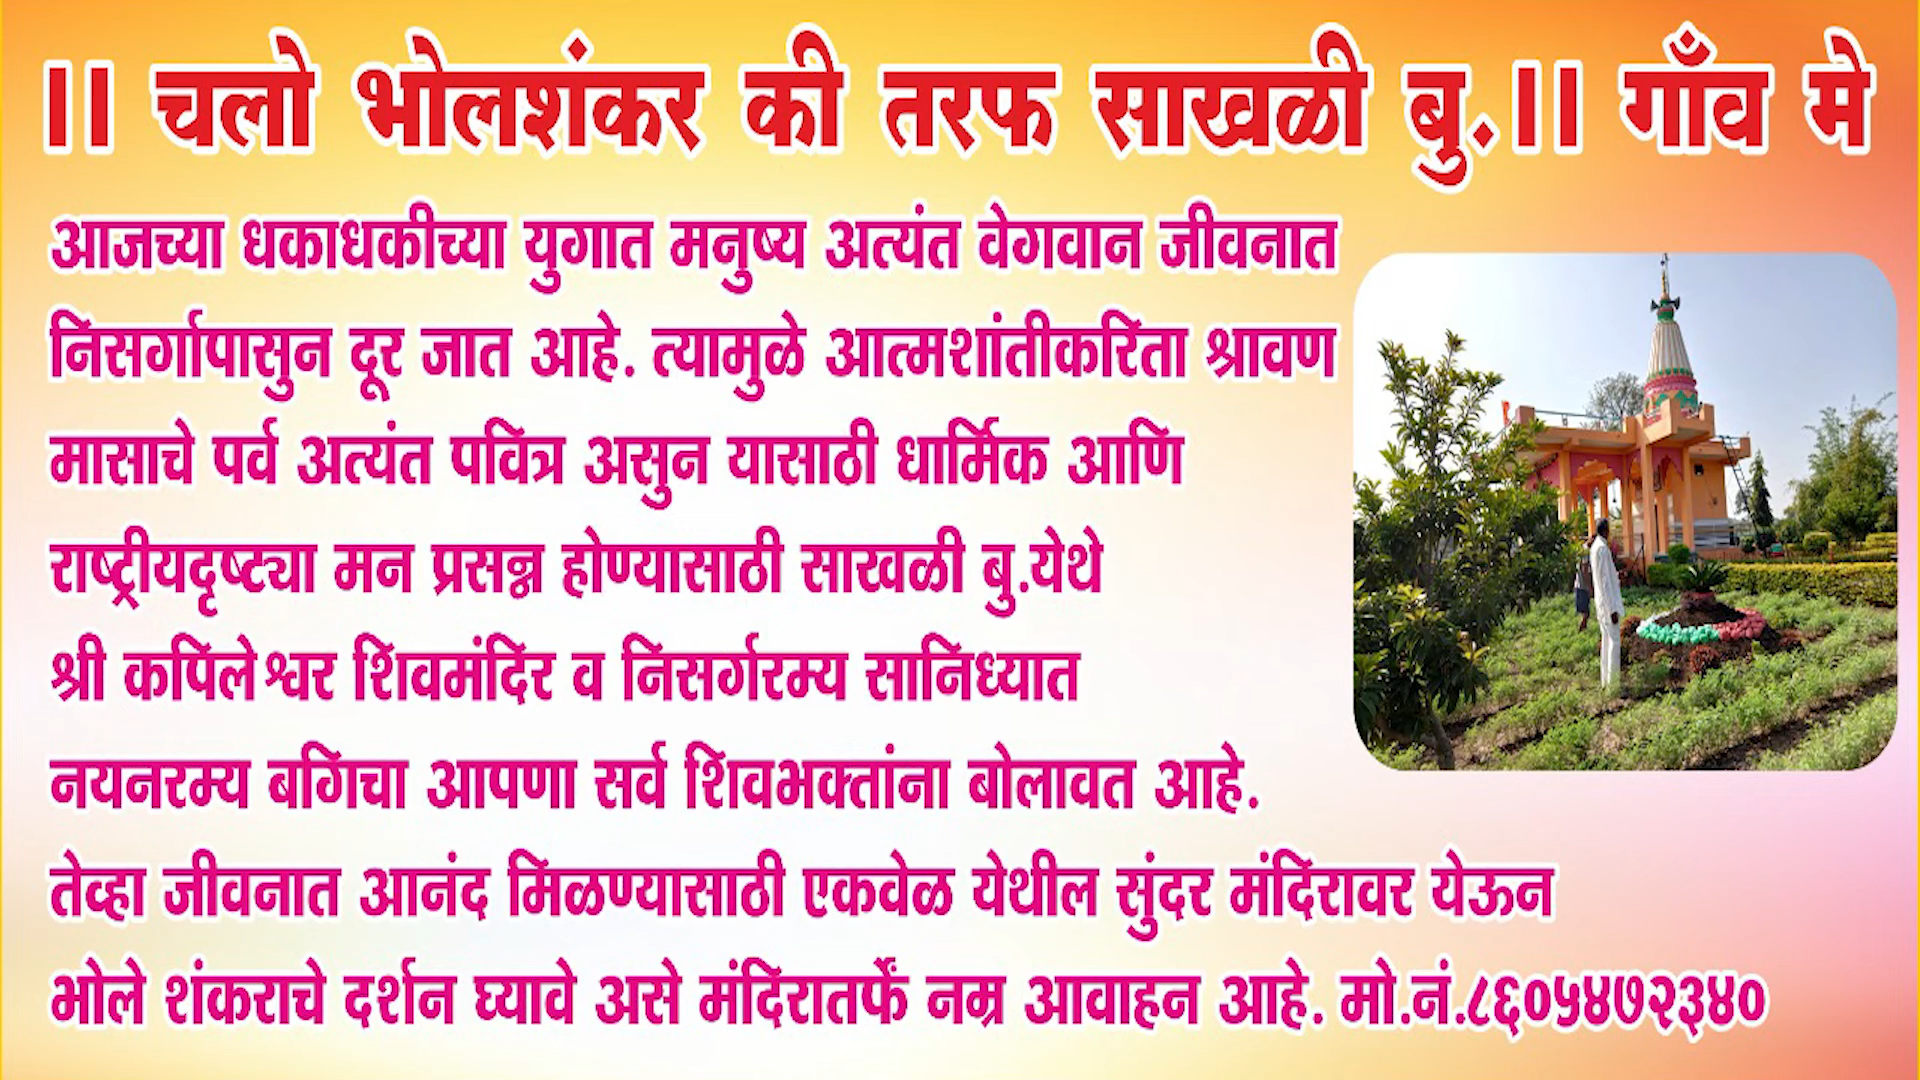 ।। चलो भोलशंकर की तरफ साखळी बु.।। गाँव मे
आजच्या धकाधकीच्या युगात मनुष्य अत्यंत वेगवान जीवनात
निसर्गापासुन दूर जात आहे. त्यामुळे आत्मशांतीकरिता श्रावण
मासाचे पर्व अत्यंत पवित्र असुन यासाठी धार्मिक आणि
राष्ट्रीयदृष्ट्या मन प्रसन्न होण्यासाठी साखळी बु.येथे
श्री कपिलेश्वर शिवमंदिर व निसर्गरम्य सानिध्यात
नयनरम्य बगिचा आपणा सर्व शिवभक्तांना बोलावत आहे.
तेव्हा जीवनात आनंद मिळण्यासाठी एकवेळ येथील सुंदर मंदिरावर येऊन
भोले शंकराचे दर्शन घ्यावे असे मंदिरातर्फे नम्र आवाहन आहे. मो.नं.८६०५४७२३४०